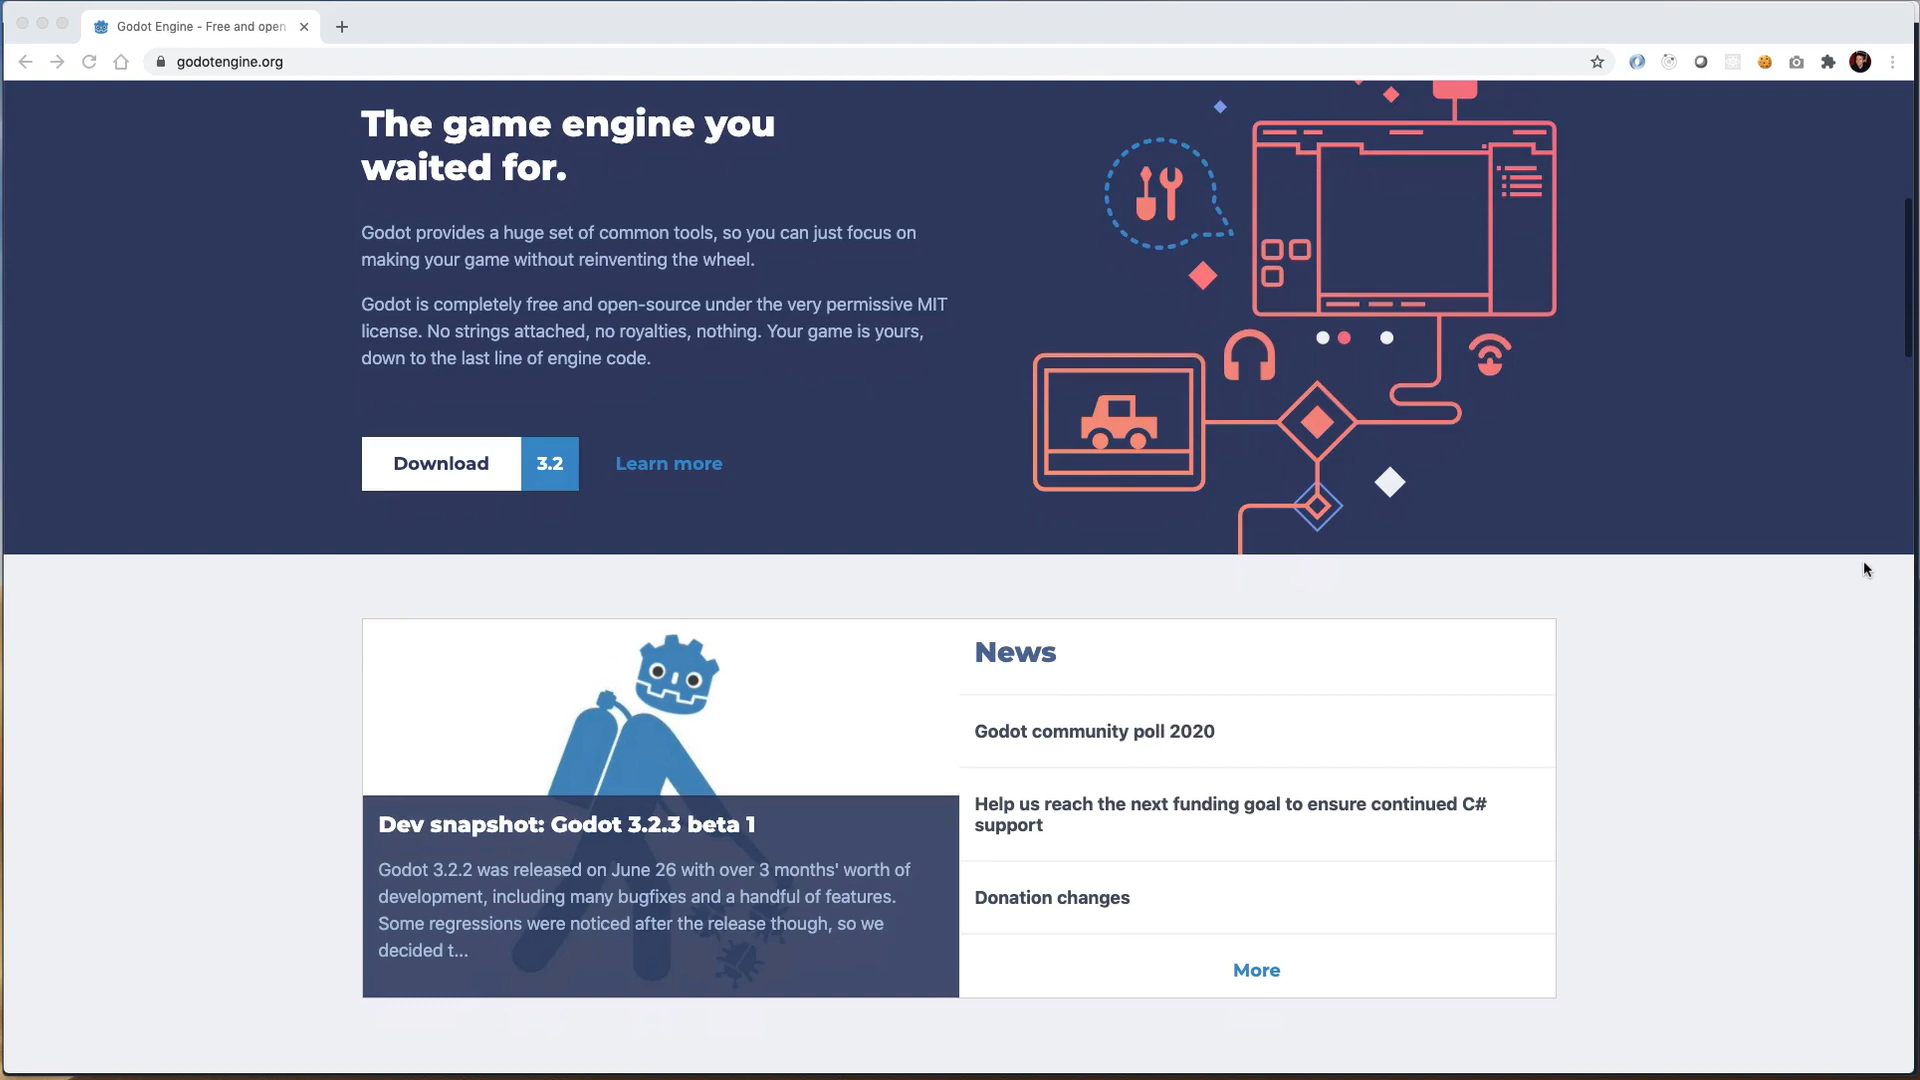 Godot Engine - Free and open
godotengine.org
The game engine you
waited for.
Godot provides a huge set of common tools, so you can just focus on
making your game without reinventing the wheel.
Godot is completely free and open-source under the very permissive MIT
license. No strings attached, no royalties, nothing. Your game is yours,
down to the last line of engine code.
Download 3.2 Learn more
Dev snapshot: Godot 3.2.3 beta 1
Godot 3.2.2 was released on June 26 with over 3 months' worth of
development, including many bugfixes and a handful of features.
Some regressions were noticed after the release though, so we
decided t...
News
Godot community poll 2020
Help us reach the next funding goal to ensure continued C#
support
Donation changes
More